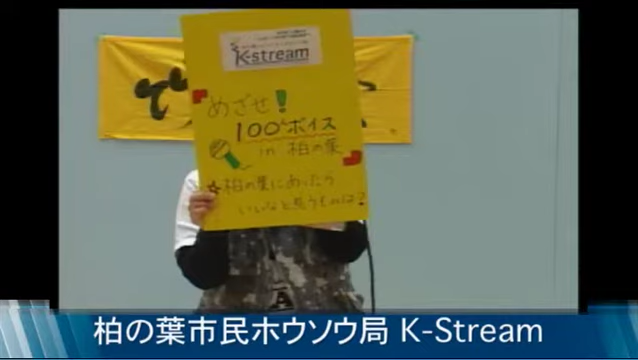 K-stream
めざせ!
100人ボイス
in 柏の葉
☆柏の葉にあったら
いいなと思うものは?
柏の葉市民ホウソウ局 K-Stream